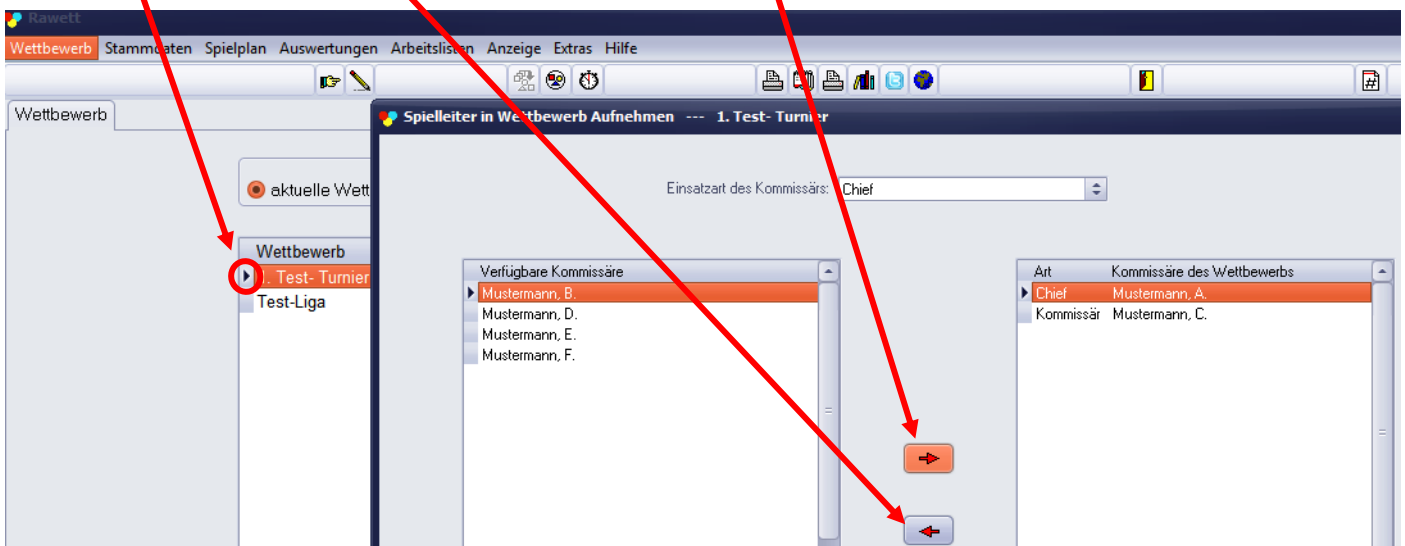 Rawett
Wettbewerb Stammdaten Spielplan Auswertungen Arbeitslisten Anzeige Extras Hilfe
Wettbewerb
Spielleiter in Wettbewerb Aufnehmen --- 1. Test- Turnier
aktuelle Wett
Einsatzart des Kommissärs: Chief
Wettbewerb
1. Test- Turnier
Test-Liga
Verfügbare Kommissäre
Mustermann, B.
Mustermann, D.
Mustermann, E.
Mustermann, F.
Art Kommissäre des Wettbewerbs
Chief Mustermann, A.
Kommissär Mustermann, C.